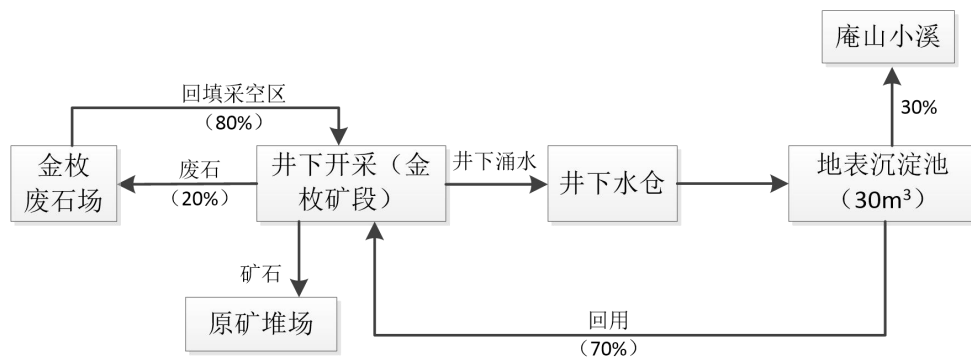 庵山小溪
回填采空区
（80%）
30%
金枚
废石场
废石
（20%）
井下开采（金
枚矿段）
井下涌水
井下水仓
地表沉淀池
（30m³）
矿石
原矿堆场
回用
（70%）